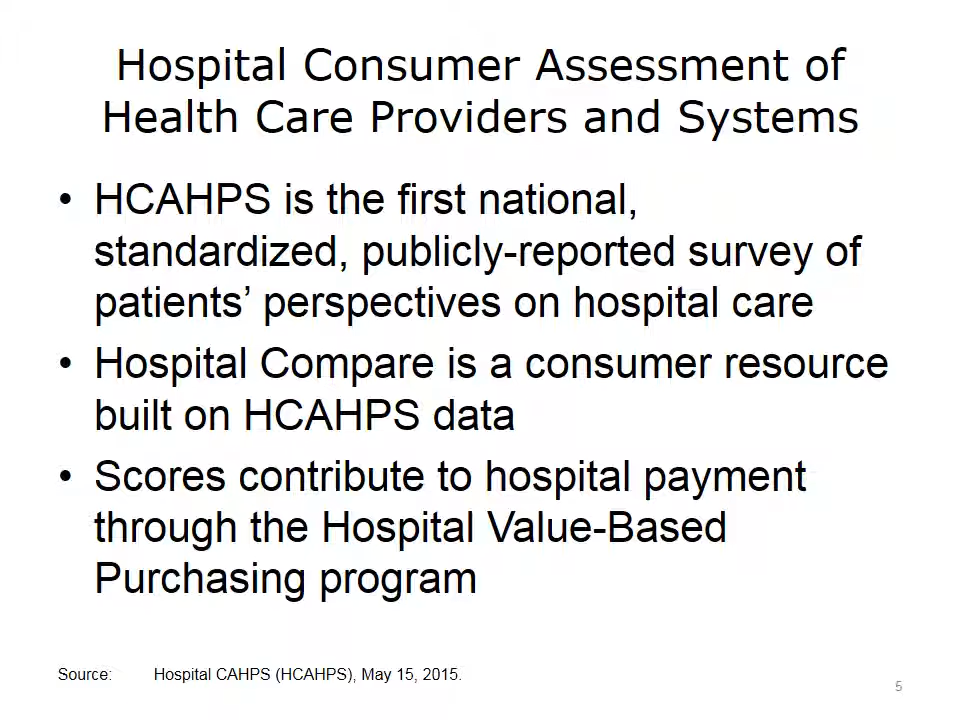 Hospital Consumer Assessment of
Health Care Providers and Systems
• HCAHPS is the first national,
standardized, publicly-reported survey of
patients’ perspectives on hospital care
• Hospital Compare is a consumer resource
built on HCAHPS data
• Scores contribute to hospital payment
through the Hospital Value-Based
Purchasing program
Source: Hospital CAHPS (HCAHPS), May 15, 2015.
5